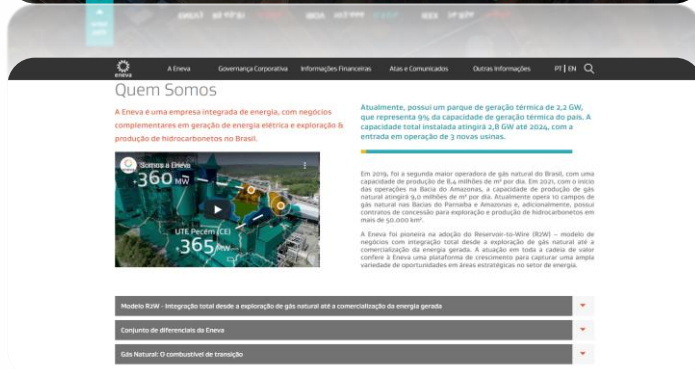 eneva
A Eneva Governança Corporativa Informações Financeiras Atas e Comunicados Outras Informações PT | EN
Quem Somos
A Eneva é uma empresa integrada de energia, com negócios
complementares em geração de energia elétrica e exploração &
produção de hidrocarbonetos no Brasil.
Somos a Eneva
360 MW
UTE Pecém (CE)
+365 MW
Atualmente, possui um parque de geração térmica de 2,2 GW,
que representa 9% da capacidade de geração térmica do país. A
capacidade total instalada atingirá 2,8 GW até 2024, com a
entrada em operação de 3 novas usinas.
Em 2019, foi a segunda maior operadora de gás natural do Brasil, com uma
capacidade de produção de 8,4 milhões de m³ por dia. Em 2021, com o início
das operações na Bacia do Amazonas, a capacidade de produção de gás
natural atingirá 9,0 milhões de m³ por dia. Atualmente opera 10 campos de
gás natural nas Bacias do Parnaíba e Amazonas e, adicionalmente, possui
contratos de concessão para exploração e produção de hidrocarbonetos em
mais de 50.000 km².
A Eneva foi pioneira na adoção do Reservoir-to-Wire (R2W) – modelo de
negócios com integração total desde a exploração de gás natural até a
comercialização da energia gerada. A atuação em toda a cadeia de valor
confere à Eneva uma plataforma de crescimento para capturar uma ampla
variedade de oportunidades em áreas estratégicas no setor de energia.
Modelo R2W - Integração total desde a exploração de gás natural até a comercialização da energia gerada
Conjunto de diferenciais da Eneva
Gás Natural: O combustível de transição